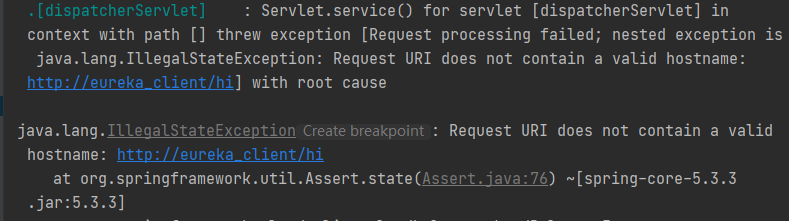 .[dispatcherServlet]    : Servlet.service() for servlet [dispatcherServlet] in
context with path [] threw exception [Request processing failed; nested exception is
java.lang.IllegalStateException: Request URI does not contain a valid hostname:
http://eureka_client/hi] with root cause
java.lang.IllegalStateException Create breakpoint : Request URI does not contain a valid
hostname: http://eureka_client/hi
at org.springframework.util.Assert.state(Assert.java:76) ~[spring-core-5.3.3
.jar:5.3.3]